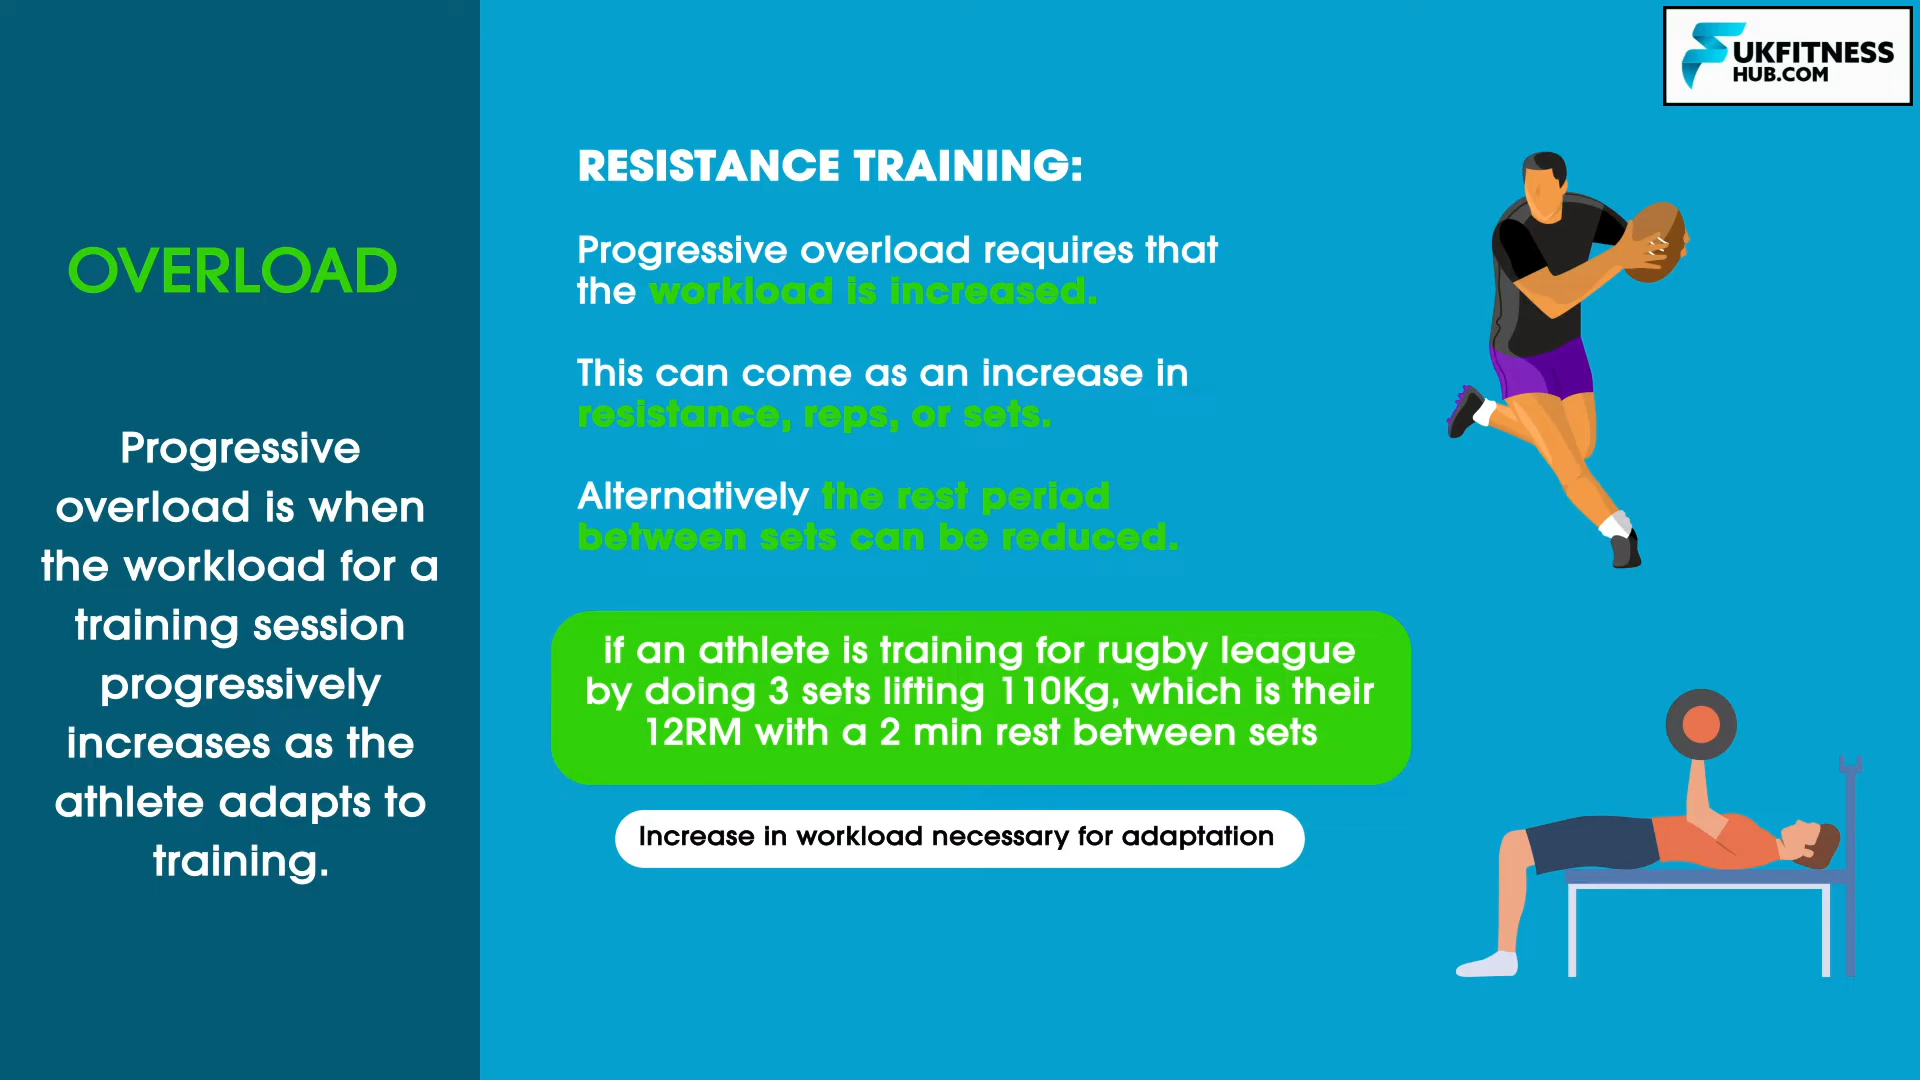 UKFITNESS
HUB.COM
OVERLOAD
Progressive
overload is when
the workload for a
training session
progressively
increases as the
athlete adapts to
training.
RESISTANCE TRAINING:
Progressive overload requires that
the workload is increased.
This can come as an increase in
resistance, reps, or sets.
Alternatively the rest period
between sets can be reduced.
if an athlete is training for rugby league
by doing 3 sets lifting 110Kg, which is their
12RM with a 2 min rest between sets
Increase in workload necessary for adaptation